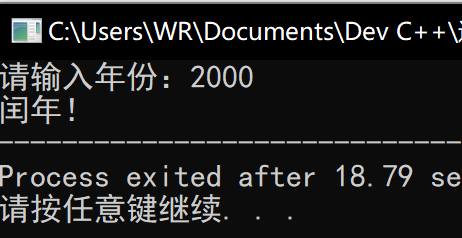 C:\Users\WR\Documents\Dev C++\
请输入年份：2000
闰年！
--------------------------------
Process exited after 18.79 se
请按任意键继续. . .